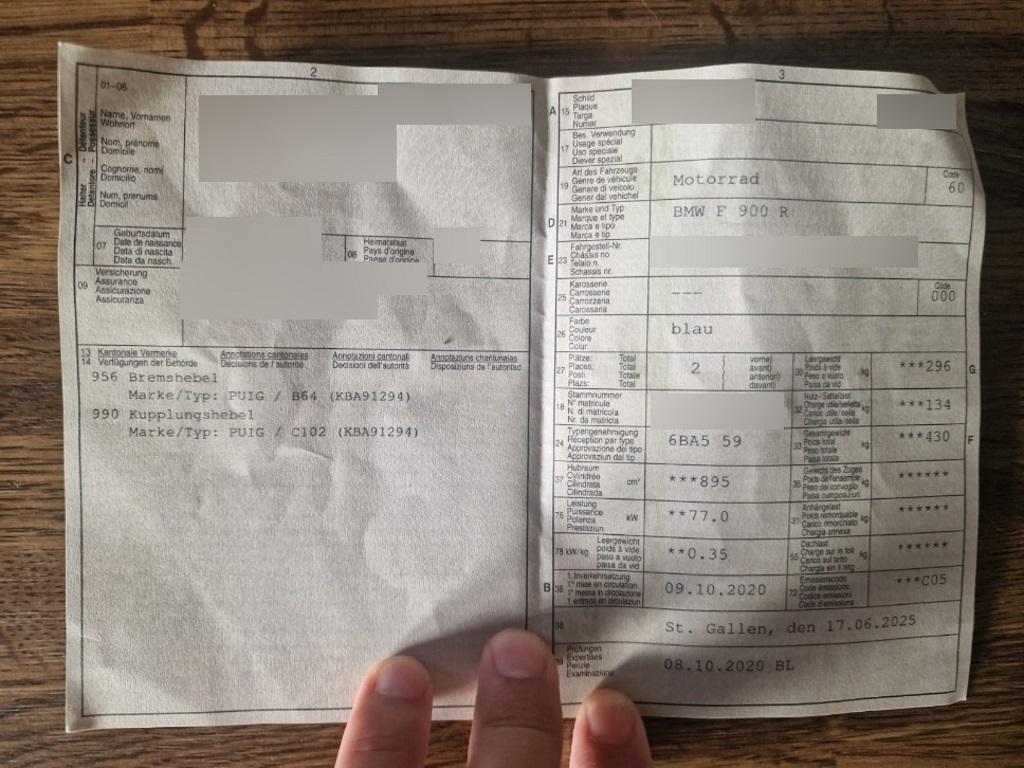 2
01-06
C
Halter - Détenteur
Detentore - Possessur
Name, Vornamen
Wohnort
Nom, prénoms
Domicile
Cognome, nomi
Domicilio
Num, prenums
Domicil
07
Geburtsdatum
Date de naissance
Data di nascita
Data da nasch.
08
Heimatstaat
Pays d'origine
Paese d'origine
09
Versicherung
Assurance
Assicurazione
Assicuranza
13 Kantonale Vermerke Annotations cantonales Annotazioni cantonali Annotaziuns chantunalas
14 Verfügungen der Behörde Décisions de l'autorité Decisioni dell'autorità Disposiziuns da l'autoritad
956 Bremshebel
Marke/Typ: PUIG / B64 (KBA91294)
990 Kupplungshebel
Marke/Typ: PUIG / C102 (KBA91294)
3
A 15
Schild
Plaque
Targa
Numer
17
Bes. Verwendung
Usage spécial
Uso speciale
Diever spezial
19
Art des Fahrzeugs
Genre de véhicule
Genere di veicolo
Gener dal vehichel
Motorrad
Code
60
D 21
Marke und Typ
Marque et type
Marca e tipo
Marca e tip
BMW F 900 R
E 23
Fahrgestell-Nr.
Châssis no
Telaio n.
Schassis nr.
25
Karosserie
Carrosserie
Carrozzeria
Carossaria
---
Code
000
26
Farbe
Couleur
Colore
Colur
blau
27
Plätze: Total
Places: Total
Posti: Totale
Plazs: Total
2
vorne)
avant)
anteriori)
davant)
30
Leergewicht
Poids à vide
Peso a vuoto
Paisa da vid
kg
***296
G
18
Stammnummer
N° matricule
N. di matricola
Nr. da matricla
32
Nutz-/Sattellast
Charge utile/sellette
Carico utile/sella
Chargia utila/sella
kg
***134
24
Typengenehmigung
Réception par type
Approvazione del tipo
Approvaziun dal tip
6BA5 59
33
Gesamtgewicht
Poids total
Peso totale
Paisa totala
kg
***430
F
37
Hubraum
Cylindrée
Cilindrata
Cilindrada
cm³
***895
35
Gewicht des Zuges
Poids de l'ensemble
Peso del convoglio
Paisa cumposiziun
kg
******
76
Leistung
Puissance
Potenza
Prestaziun
kW
**77.0
31
Anhängelast
Poids remorquable
Carico rimorchiato
Chargia annexa
kg
******
78 kW/kg
Leergewicht
poids à vide
peso a vuoto
paisa da vid
**0.35
55
Dachlast
Charge sur le toit
Carico sul tetto
Chargia sin il tetg
kg
******
B 36
1. Inverkehrsetzung
1re mise en circulation
1a messa in circolazione
1. entrada en circulaziun
09.10.2020
72
Emissionscode
Code émissions
Codice emissioni
Code d'emissiuns
***C05
38
St. Gallen, den 17.06.2025
39
Prüfungen
Expertises
Perizie
Examinaziuns
08.10.2020 BL